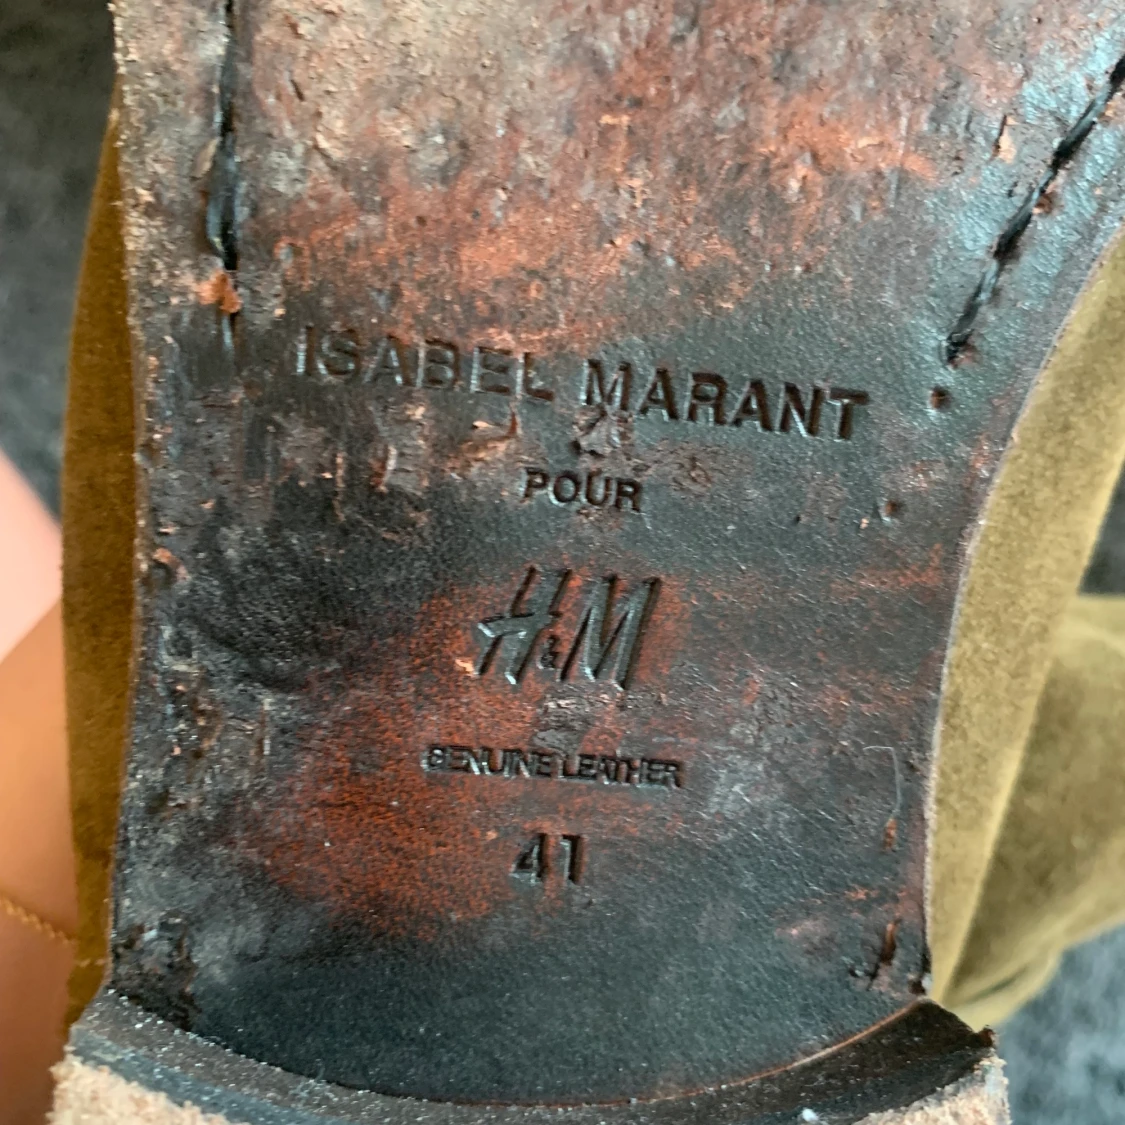 ISABEL MARANT
POUR
H&M
GENUINE LEATHER
41